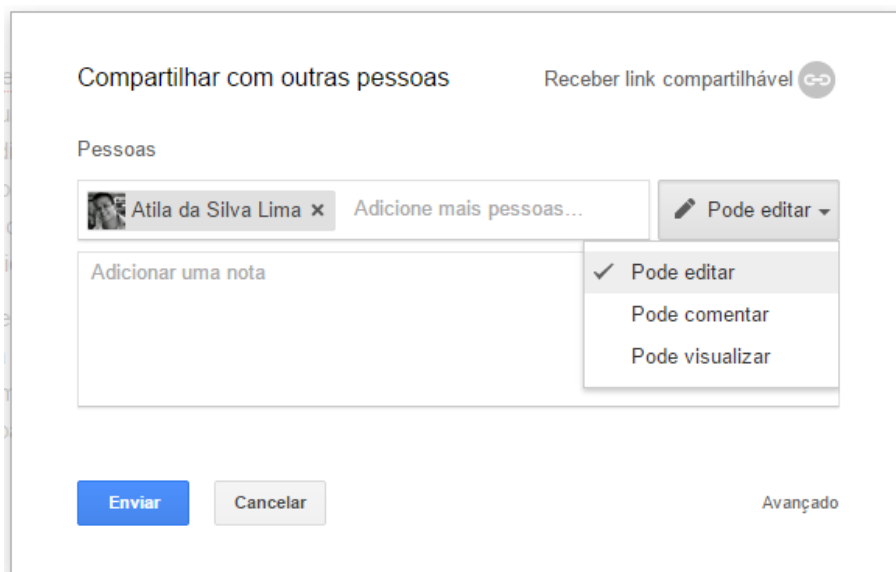 Compartilhar com outras pessoas
Receber link compartilhável
Pessoas
Atila da Silva Lima × Adicione mais pessoas...
Pode editar
Adicionar uma nota
Pode editar
Pode comentar
Pode visualizar
Enviar
Cancelar
Avançado